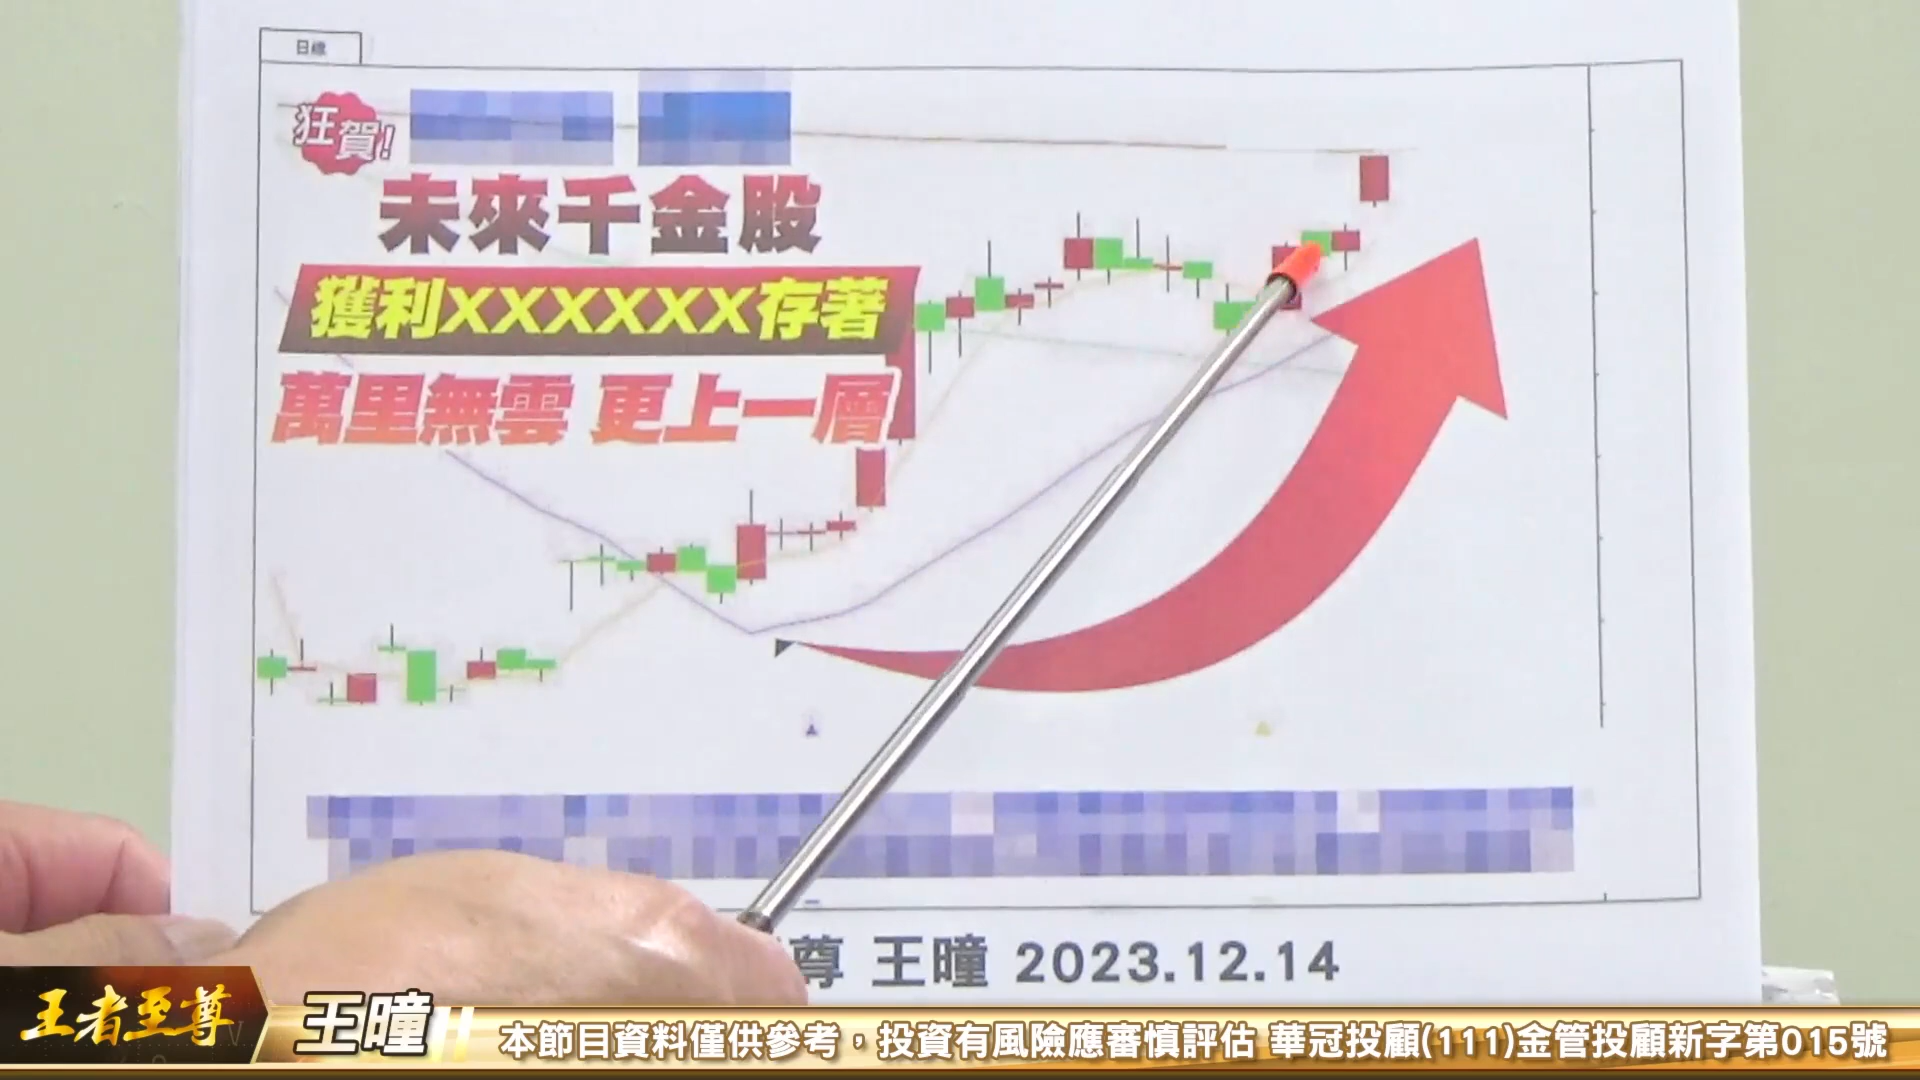 日線
狂賀!
未來千金股
獲利XXXXXX存著
萬里無雲 更上一層
尊 王曈 2023.12.14
王者至尊
王曈
本節目資料僅供參考，投資有風險應審慎評估 華冠投顧(111)金管投顧新字第015號